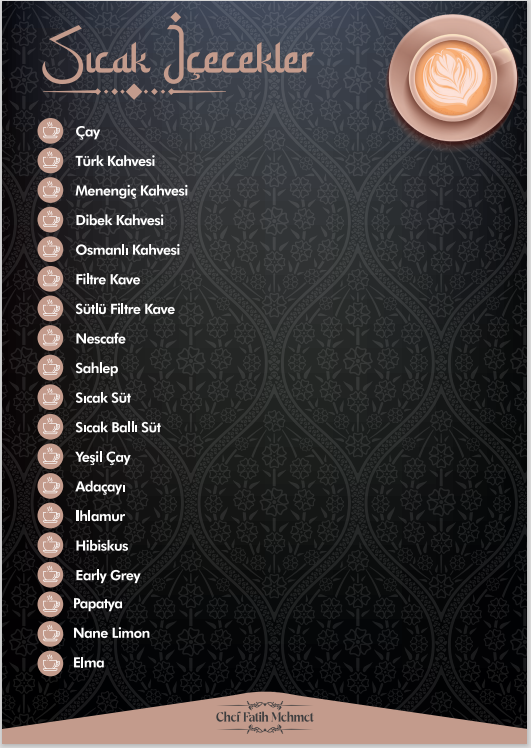 Sıcak İçecekler
Çay
Türk Kahvesi
Menengiç Kahvesi
Dibek Kahvesi
Osmanlı Kahvesi
Filtre Kave
Sütlü Filtre Kave
Nescafe
Sahlep
Sıcak Süt
Sıcak Ballı Süt
Yeşil Çay
Adaçayı
Ihlamur
Hibiskus
Early Grey
Papatya
Nane Limon
Elma
Chef Fatih Mehmet